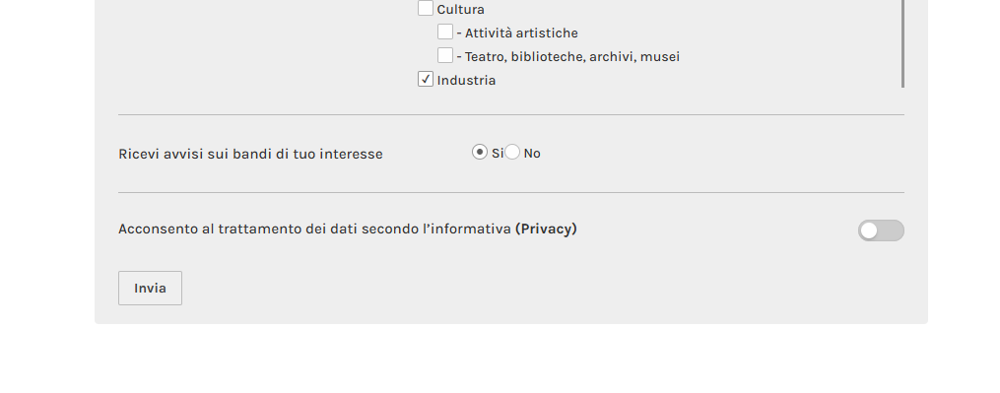 Cultura
- Attività artistiche
- Teatro, biblioteche, archivi, musei
Industria
Ricevi avvisi sui bandi di tuo interesse Si No
Acconsento al trattamento dei dati secondo l’informativa (Privacy)
Invia